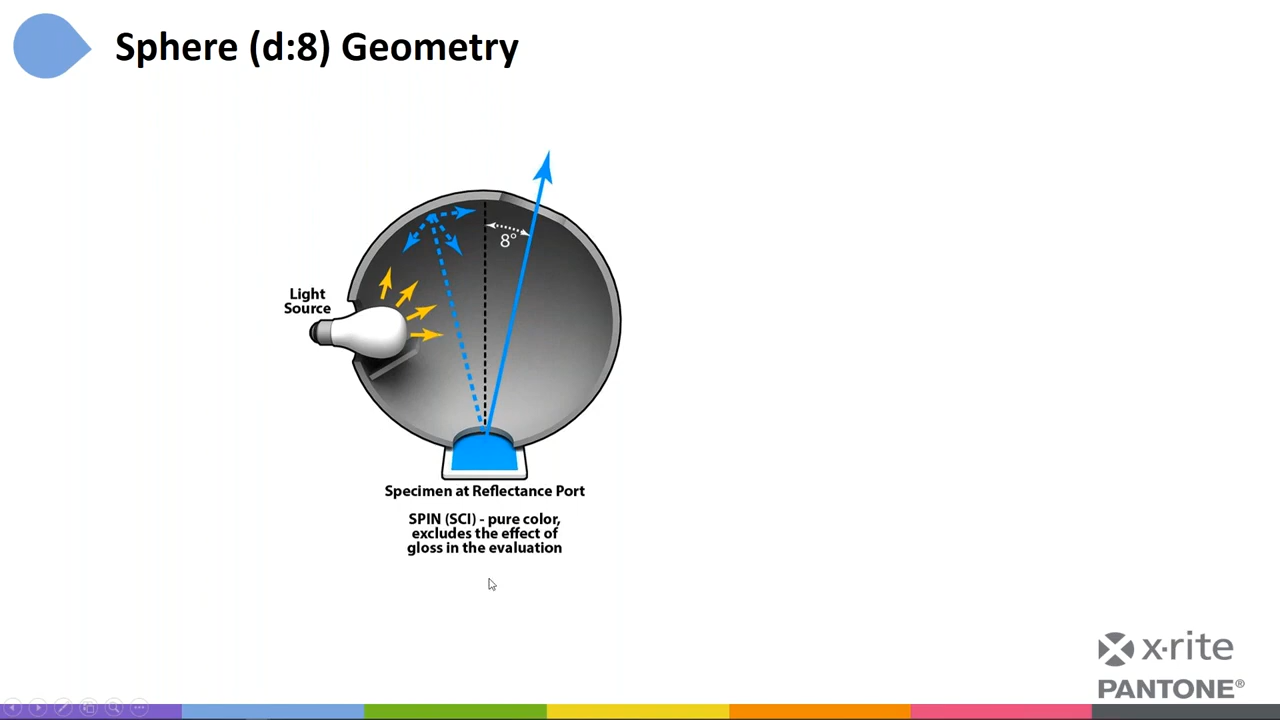 Sphere (d:8) Geometry
8°
Light
Source
Specimen at Reflectance Port
SPIN (SCI) - pure color,
excludes the effect of
gloss in the evaluation
x·rite
PANTONE®